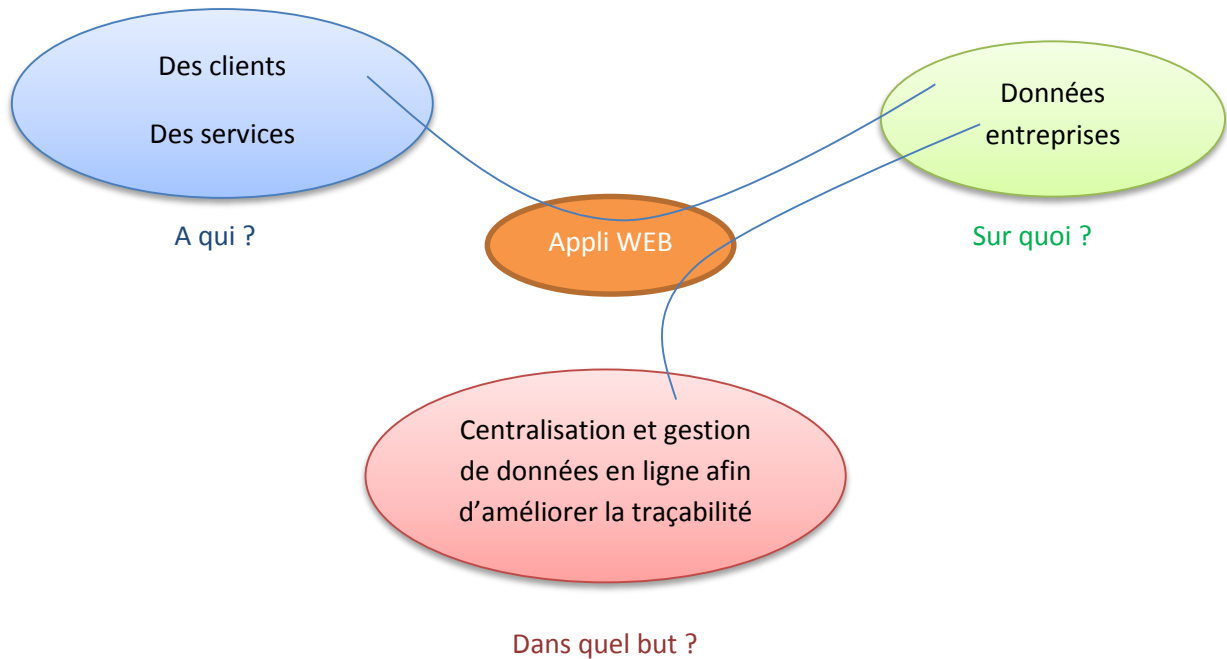 Des clients
Des services
Données
entreprises
A qui ?
Appli WEB
Sur quoi ?
Centralisation et gestion
de données en ligne afin
d’améliorer la traçabilité
Dans quel but ?